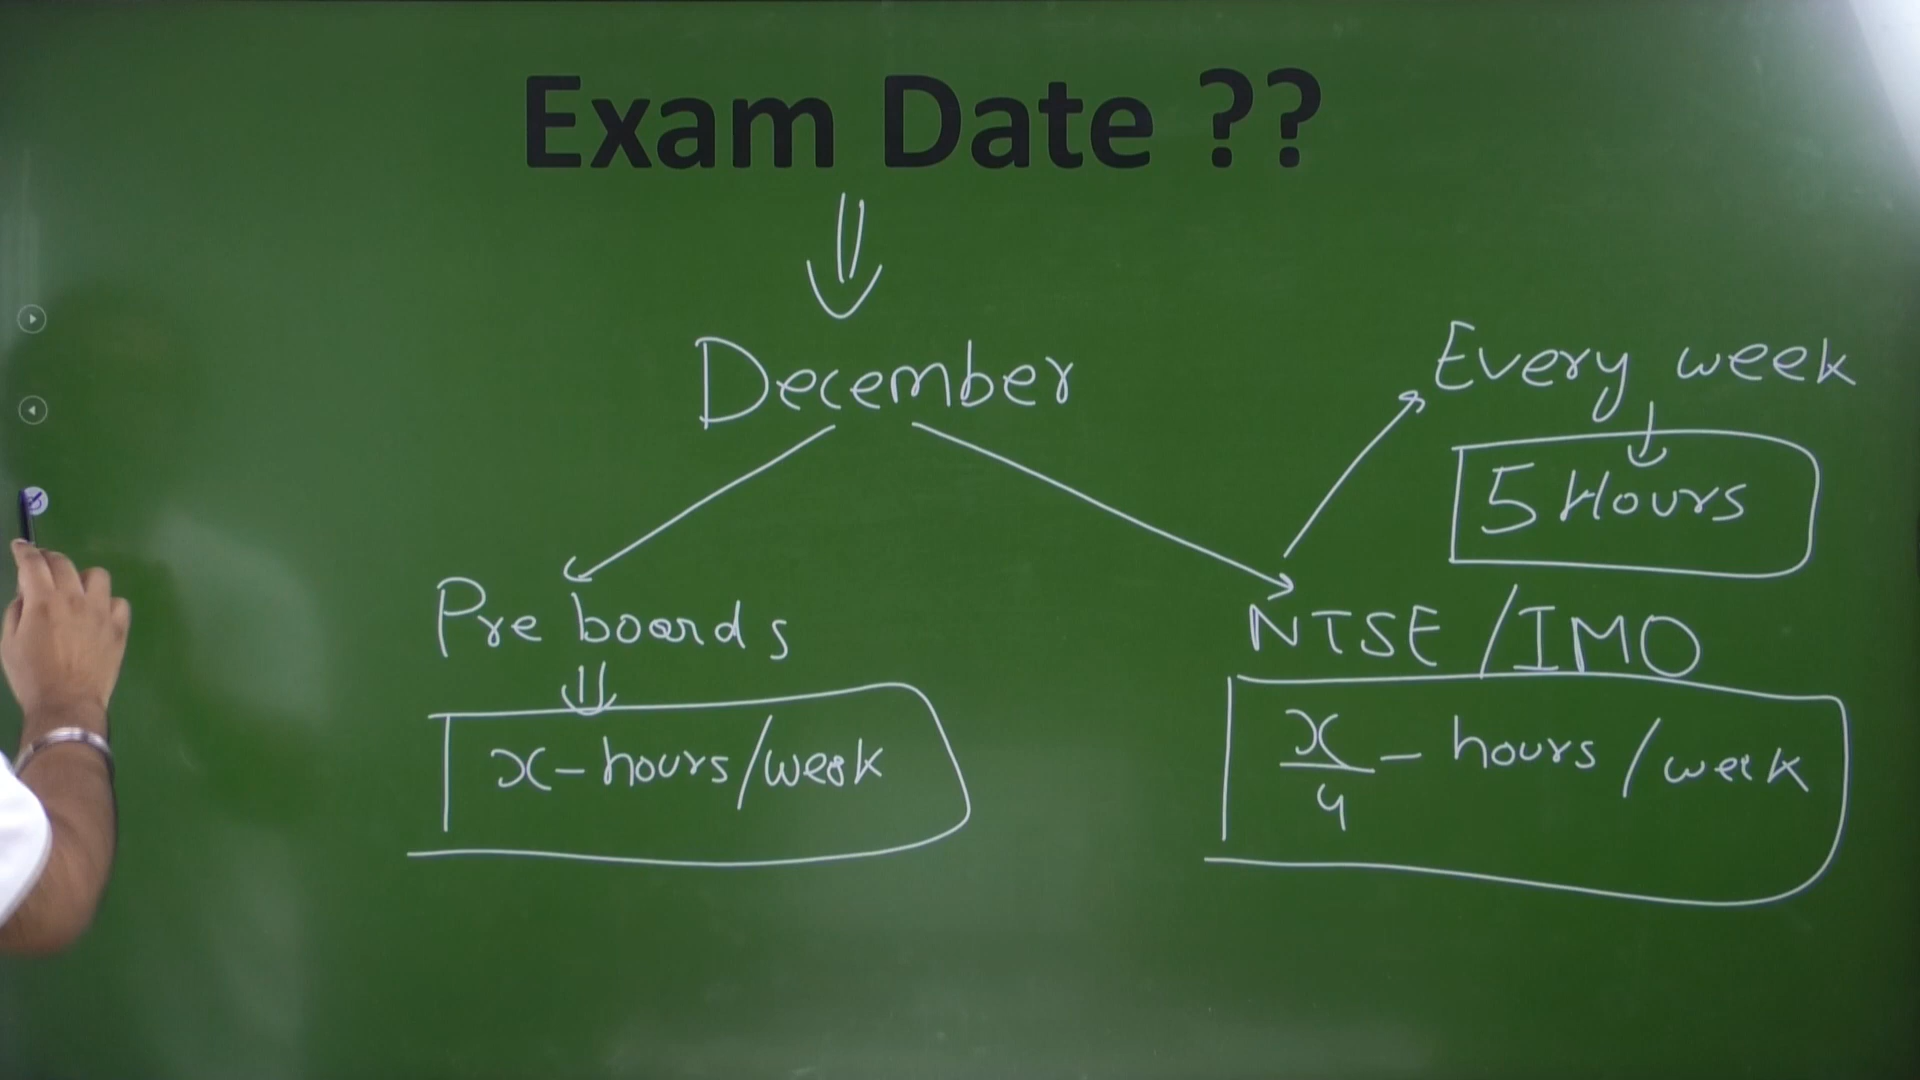 Exam Date ??
December
Every week
5 Hours
Pre boards
NTSE / IMO
x - hours / week
x/4 - hours / week